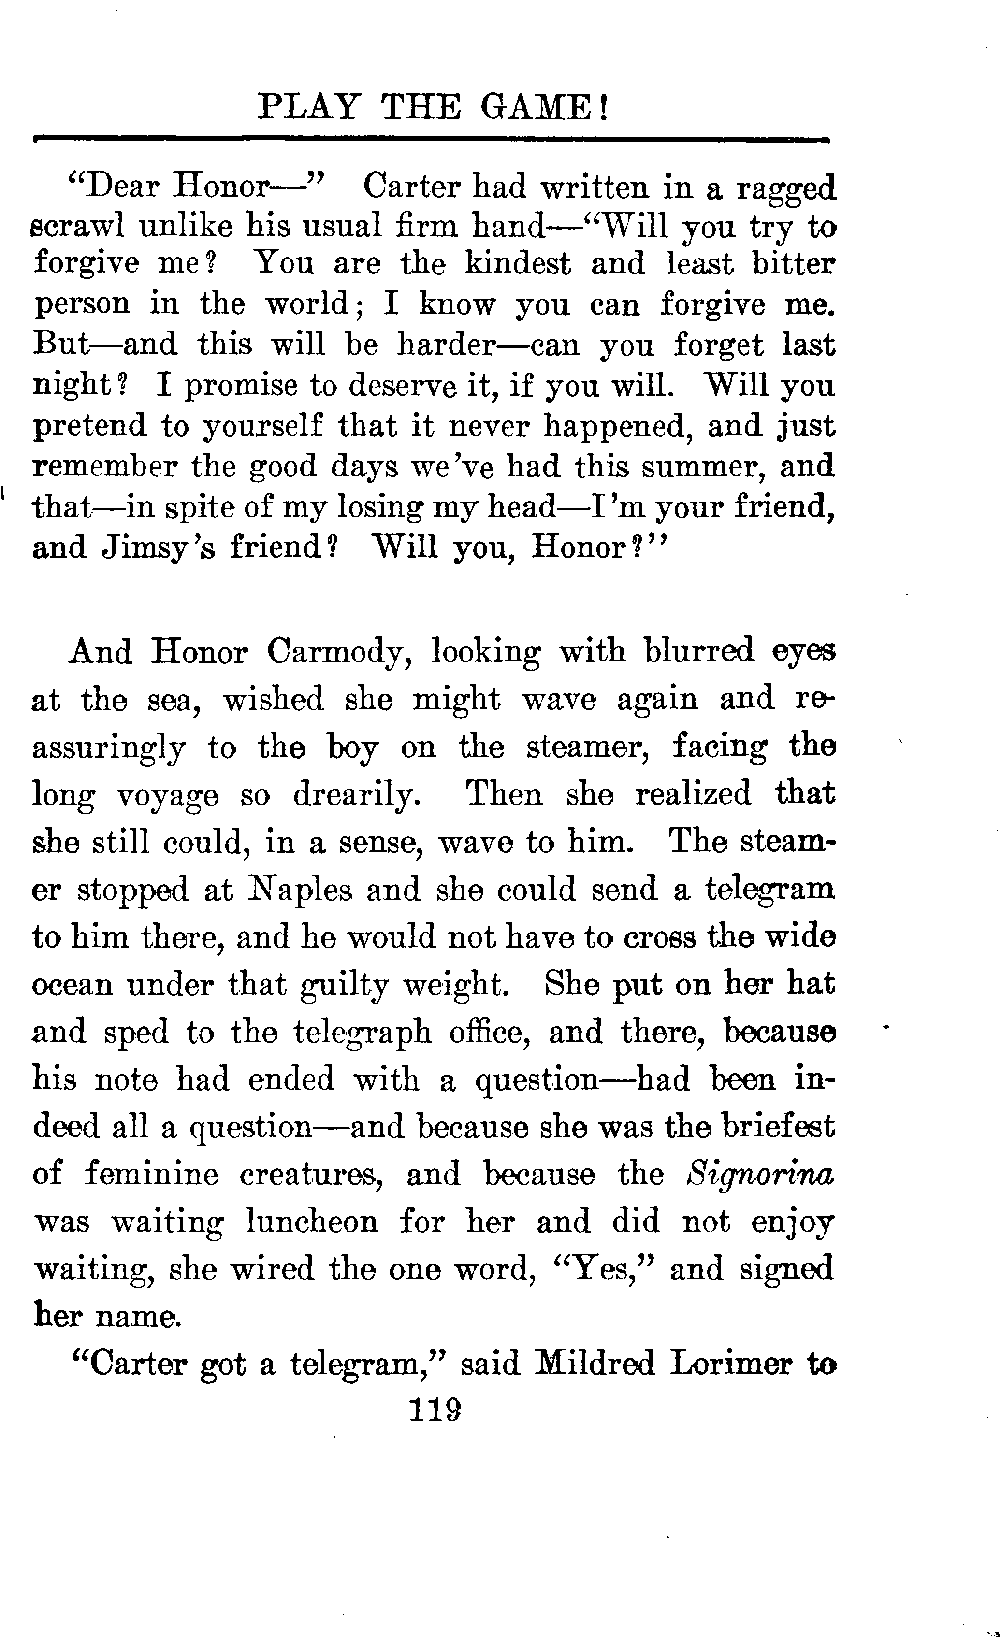 PLAY THE GAME!
“Dear Honor—” Carter had written in a ragged
scrawl unlike his usual firm hand—“Will you try to
forgive me? You are the kindest and least bitter
person in the world; I know you can forgive me.
But—and this will be harder—can you forget last
night? I promise to deserve it, if you will. Will you
pretend to yourself that it never happened, and just
remember the good days we’ve had this summer, and
that—in spite of my losing my head—I’m your friend,
and Jimsy’s friend? Will you, Honor?”
And Honor Carmody, looking with blurred eyes
at the sea, wished she might wave again and re-
assuringly to the boy on the steamer, facing the
long voyage so drearily. Then she realized that
she still could, in a sense, wave to him. The steam-
er stopped at Naples and she could send a telegram
to him there, and he would not have to cross the wide
ocean under that guilty weight. She put on her hat
and sped to the telegraph office, and there, because
his note had ended with a question—had been in-
deed all a question—and because she was the briefest
of feminine creatures, and because the Signorina
was waiting luncheon for her and did not enjoy
waiting, she wired the one word, “Yes,” and signed
her name.
“Carter got a telegram,” said Mildred Lorimer to
119